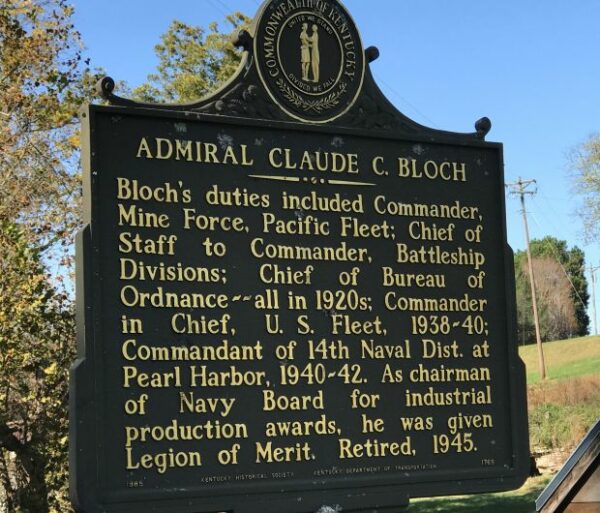 COMMONWEALTH OF KENTUCKY
UNITED WE STAND
DIVIDED WE FALL
ADMIRAL CLAUDE C. BLOCH
Bloch's duties included Commander,
Mine Force, Pacific Fleet; Chief of
Staff to Commander, Battleship
Divisions; Chief of Bureau of
Ordnance--all in 1920s; Commander
in Chief, U. S. Fleet, 1938-40;
Commandant of 14th Naval Dist. at
Pearl Harbor, 1940-42. As chairman
of Navy Board for industrial
production awards, he was given
Legion of Merit. Retired, 1945.
1985 KENTUCKY HISTORICAL SOCIETY KENTUCKY DEPARTMENT OF TRANSPORTATION 1765